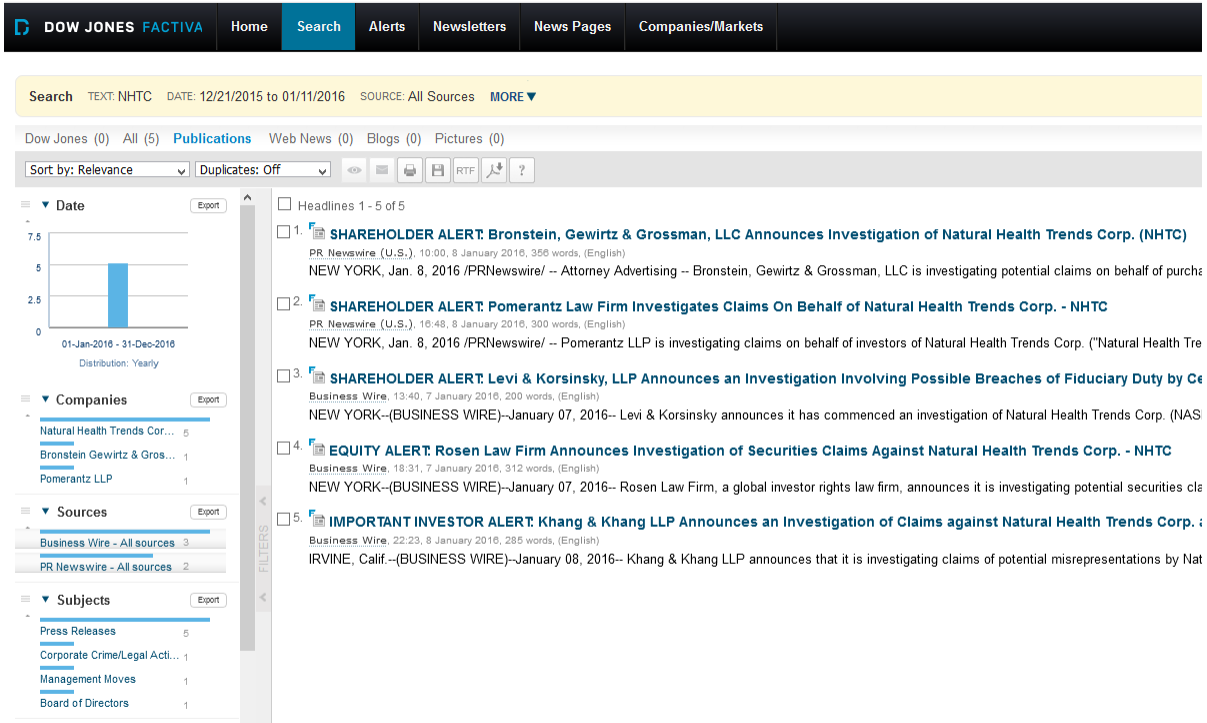 DOW JONES FACTIVA Home Search Alerts Newsletters News Pages Companies/Markets
Search TEXT: NHTC DATE: 12/21/2015 to 01/11/2016 SOURCE: All Sources MORE
Dow Jones (0) All (5) Publications Web News (0) Blogs (0) Pictures (0)
Sort by: Relevance Duplicates: Off RTF ?
Date Export
7.5
5
2.5
0
01-Jan-2016 - 31-Dec-2016
Distribution: Yearly
Companies Export
Natural Health Trends Cor... 5
Bronstein Gewirtz & Gros... 1
Pomerantz LLP 1
Sources Export
Business Wire - All sources 3
PR Newswire - All sources 2
Subjects Export
Press Releases 5
Corporate Crime/Legal Acti... 1
Management Moves 1
Board of Directors 1
FILTERS
Headlines 1 - 5 of 5
1. SHAREHOLDER ALERT: Bronstein, Gewirtz & Grossman, LLC Announces Investigation of Natural Health Trends Corp. (NHTC)
PR Newswire (U.S.), 10:00, 8 January 2016, 356 words, (English)
NEW YORK, Jan. 8, 2016 /PRNewswire/ -- Attorney Advertising -- Bronstein, Gewirtz & Grossman, LLC is investigating potential claims on behalf of purcha
2. SHAREHOLDER ALERT: Pomerantz Law Firm Investigates Claims On Behalf of Natural Health Trends Corp. - NHTC
PR Newswire (U.S.), 16:48, 8 January 2016, 300 words, (English)
NEW YORK, Jan. 8, 2016 /PRNewswire/ -- Pomerantz LLP is investigating claims on behalf of investors of Natural Health Trends Corp. ("Natural Health Tre
3. SHAREHOLDER ALERT: Levi & Korsinsky, LLP Announces an Investigation Involving Possible Breaches of Fiduciary Duty by Ce
Business Wire, 13:40, 7 January 2016, 200 words, (English)
NEW YORK--(BUSINESS WIRE)--January 07, 2016-- Levi & Korsinsky announces it has commenced an investigation of Natural Health Trends Corp. (NAS
4. EQUITY ALERT: Rosen Law Firm Announces Investigation of Securities Claims Against Natural Health Trends Corp. - NHTC
Business Wire, 18:31, 7 January 2016, 312 words, (English)
NEW YORK--(BUSINESS WIRE)--January 07, 2016-- Rosen Law Firm, a global investor rights law firm, announces it is investigating potential securities cla
5. IMPORTANT INVESTOR ALERT: Khang & Khang LLP Announces an Investigation of Claims against Natural Health Trends Corp. a
Business Wire, 22:23, 8 January 2016, 285 words, (English)
IRVINE, Calif.--(BUSINESS WIRE)--January 08, 2016-- Khang & Khang LLP announces that it is investigating claims of potential misrepresentations by Nat